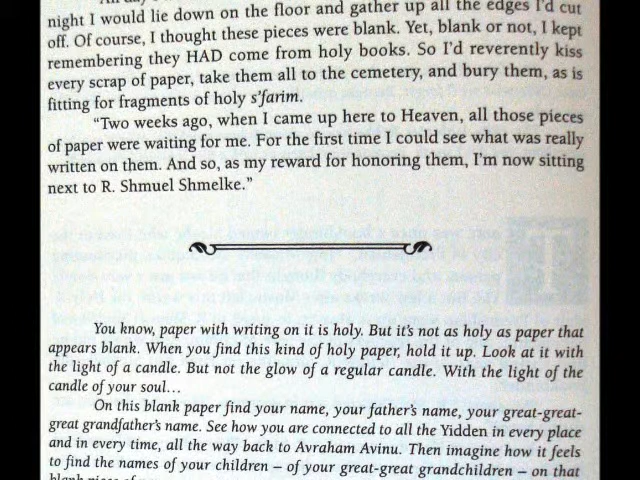 night I would lie down on the floor and gather up all the edges I'd cut
off. Of course, I thought these pieces were blank. Yet, blank or not, I kept
remembering they HAD come from holy books. So I'd reverently kiss
every scrap of paper, take them all to the cemetery, and bury them, as is
fitting for fragments of holy s'farim.
"Two weeks ago, when I came up here to Heaven, all those pieces
of paper were waiting for me. For the first time I could see what was really
written on them. And so, as my reward for honoring them, I'm now sitting
next to R. Shmuel Shmelke."
You know, paper with writing on it is holy. But it's not as holy as paper that
appears blank. When you find this kind of holy paper, hold it up. Look at it with
the light of a candle. But not the glow of a regular candle. With the light of the
candle of your soul...
On this blank paper find your name, your father's name, your great-great-
great grandfather's name. See how you are connected to all the Yidden in every place
and in every time, all the way back to Avraham Avinu. Then imagine how it feels
to find the names of your children – of your great-great grandchildren – on that